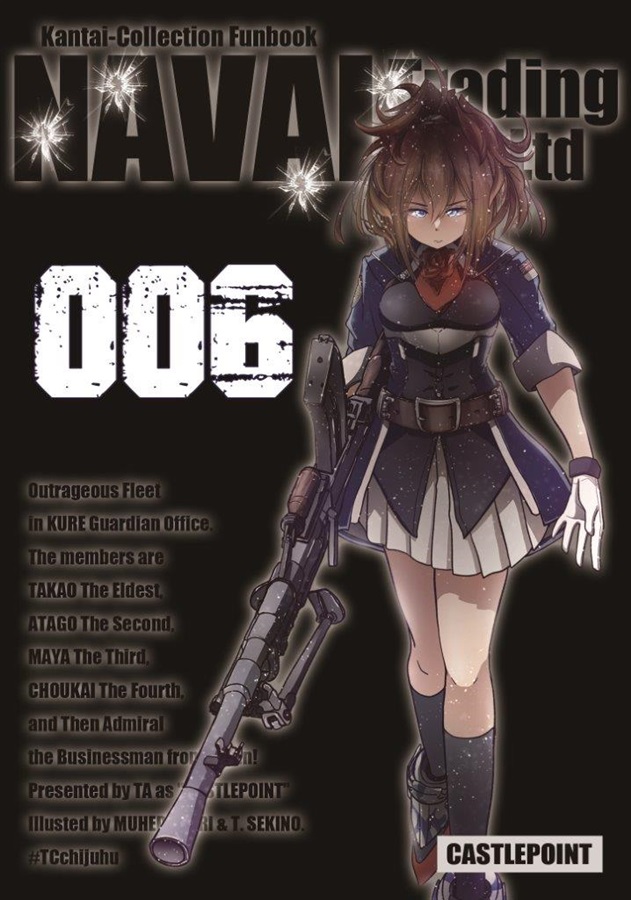 Kantai-Collection Funbook
NAVAL Trading
Ltd
006
Outrageous Fleet
in KURE Guardian Office.
The members are
TAKAO The Eldest,
ATAGO The Second,
MAYA The Third,
CHOUKAI The Fourth,
and Then Admiral
the Businessman
Presented by TA as "CASTLEPOINT"
Illusted by & T. SEKINO.
#TCchijuhu
CASTLEPOINT